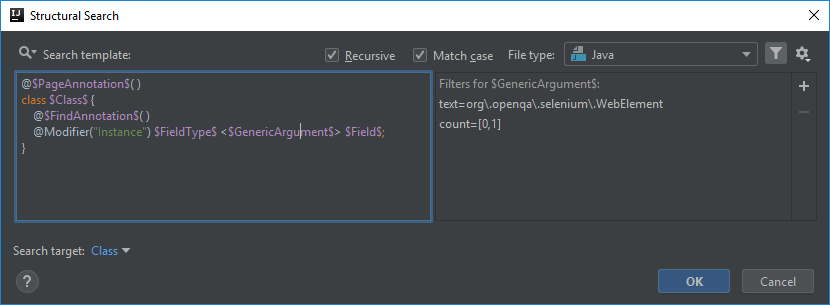 IJ Structural Search
Search template:
Recursive
Match case
File type:
Java
@$PageAnnotation$( )
class $Class$ {
@$FindAnnotation$( )
@Modifier("Instance") $FieldType$ <$GenericArgument$> $Field$;
}
Filters for $GenericArgument$:
text=org\.openqa\.selenium\.WebElement
count=[0,1]
Search target: Class
?
OK
Cancel